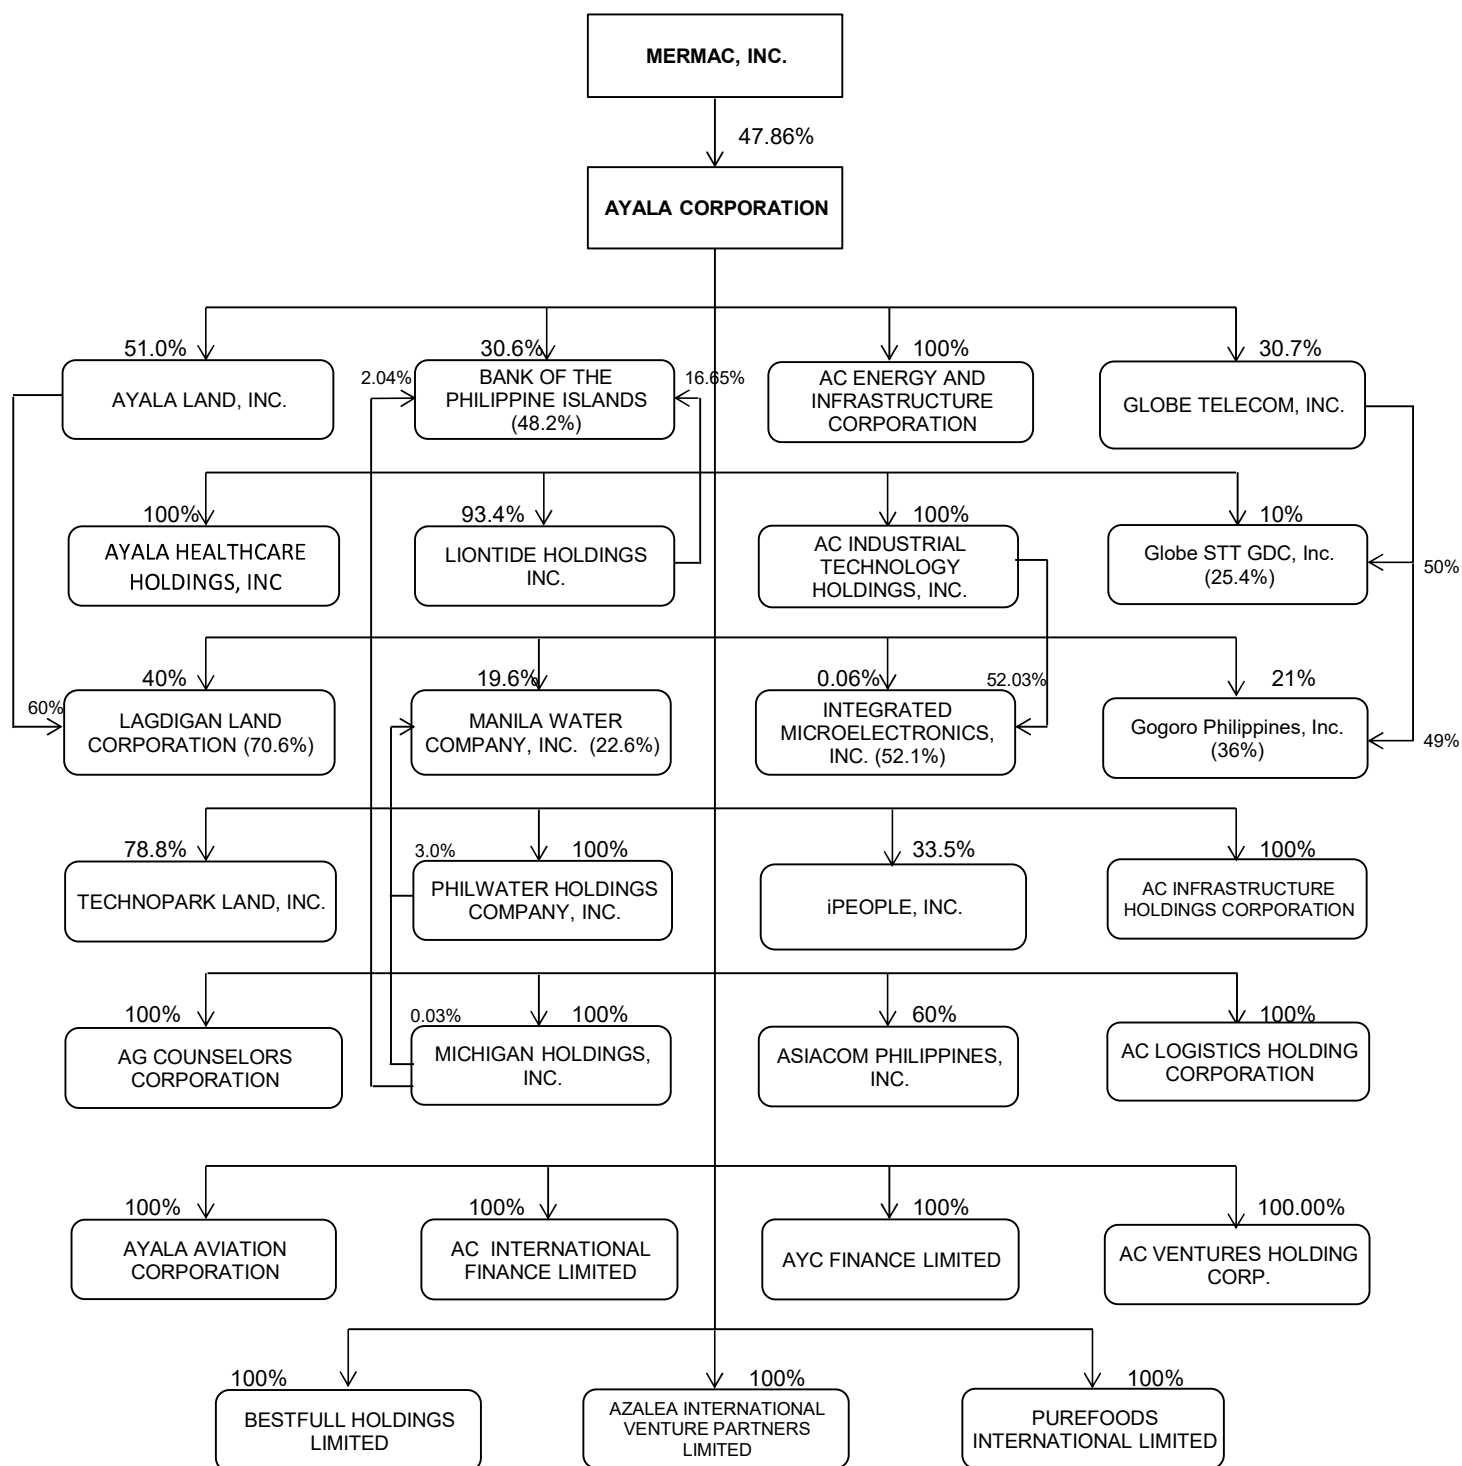 MERMAC, INC.
47.86%
AYALA CORPORATION
51.0%
30.6%
100%
30.7%
2.04%
16.65%
AYALA LAND, INC.
BANK OF THE
PHILIPPINE ISLANDS
(48.2%)
AC ENERGY AND
INFRASTRUCTURE
CORPORATION
GLOBE TELECOM, INC.
100%
93.4%
100%
10%
AYALA HEALTHCARE
HOLDINGS, INC
LIONTIDE HOLDINGS
INC.
AC INDUSTRIAL
TECHNOLOGY
HOLDINGS, INC.
Globe STT GDC, Inc.
(25.4%)
50%
40%
19.6%
0.06%
52.03%
21%
60%
LAGDIGAN LAND
CORPORATION (70.6%)
MANILA WATER
COMPANY, INC. (22.6%)
INTEGRATED
MICROELECTRONICS,
INC. (52.1%)
Gogoro Philippines, Inc.
(36%)
49%
78.8%
3.0%
100%
33.5%
100%
TECHNOPARK LAND, INC.
PHILWATER HOLDINGS
COMPANY, INC.
iPEOPLE, INC.
AC INFRASTRUCTURE
HOLDINGS CORPORATION
100%
0.03%
100%
60%
100%
AG COUNSELORS
CORPORATION
MICHIGAN HOLDINGS,
INC.
ASIACOM PHILIPPINES,
INC.
AC LOGISTICS HOLDING
CORPORATION
100%
100%
100%
100.00%
AYALA AVIATION
CORPORATION
AC INTERNATIONAL
FINANCE LIMITED
AYC FINANCE LIMITED
AC VENTURES HOLDING
CORP.
100%
100%
100%
BESTFULL HOLDINGS
LIMITED
AZALEA INTERNATIONAL
VENTURE PARTNERS
LIMITED
PUREFOODS
INTERNATIONAL LIMITED